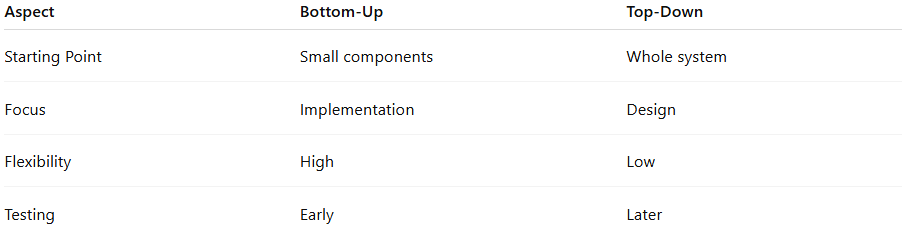 Aspect Bottom-Up Top-Down
Starting Point Small components Whole system
Focus Implementation Design
Flexibility High Low
Testing Early Later